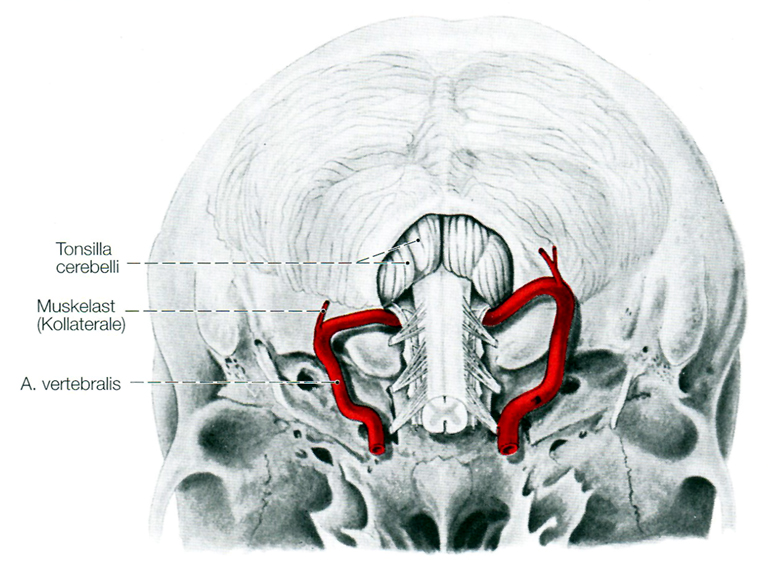 Tonsilla
cerebelli
Muskelast
(Kollaterale)
A. vertebralis